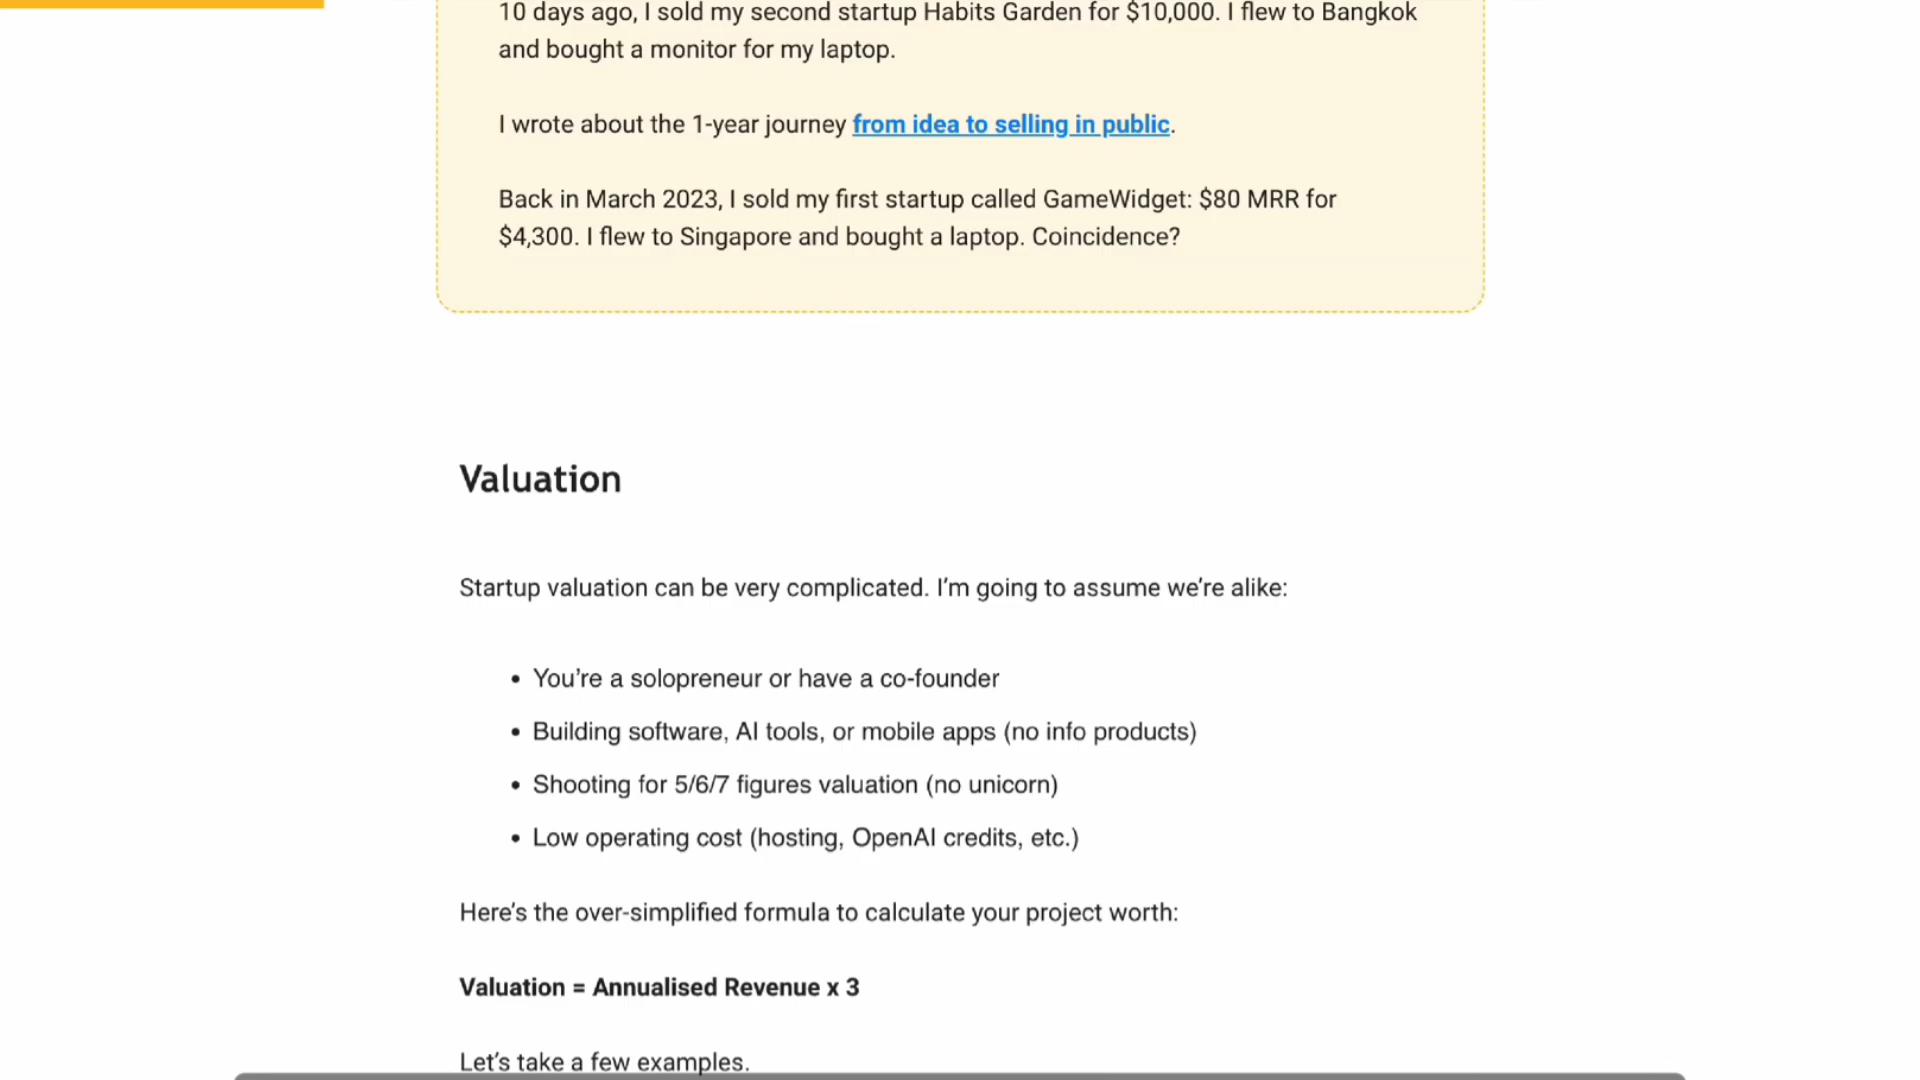 10 days ago, I sold my second startup Habits Garden for $10,000. I flew to Bangkok
and bought a monitor for my laptop.
I wrote about the 1-year journey from idea to selling in public.
Back in March 2023, I sold my first startup called GameWidget: $80 MRR for
$4,300. I flew to Singapore and bought a laptop. Coincidence?
Valuation
Startup valuation can be very complicated. I’m going to assume we’re alike:
• You’re a solopreneur or have a co-founder
• Building software, AI tools, or mobile apps (no info products)
• Shooting for 5/6/7 figures valuation (no unicorn)
• Low operating cost (hosting, OpenAI credits, etc.)
Here’s the over-simplified formula to calculate your project worth:
Valuation = Annualised Revenue x 3
Let’s take a few examples.